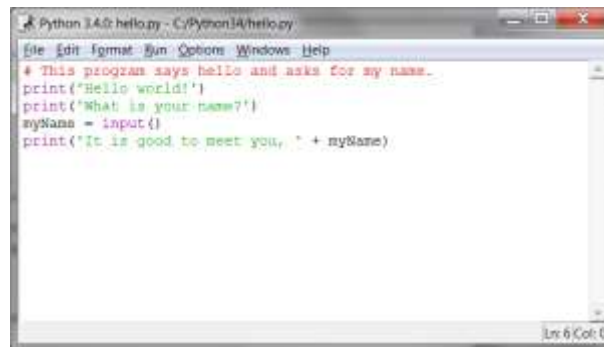 Python 3.4.0: hello.py - C:/Python34/hello.py
File Edit Format Run Options Windows Help
# This program says hello and asks for my name.
print('Hello world!')
print('What is your name?')
myName = input()
print('It is good to meet you, ' + myName)
Ln: 6 Col: 0